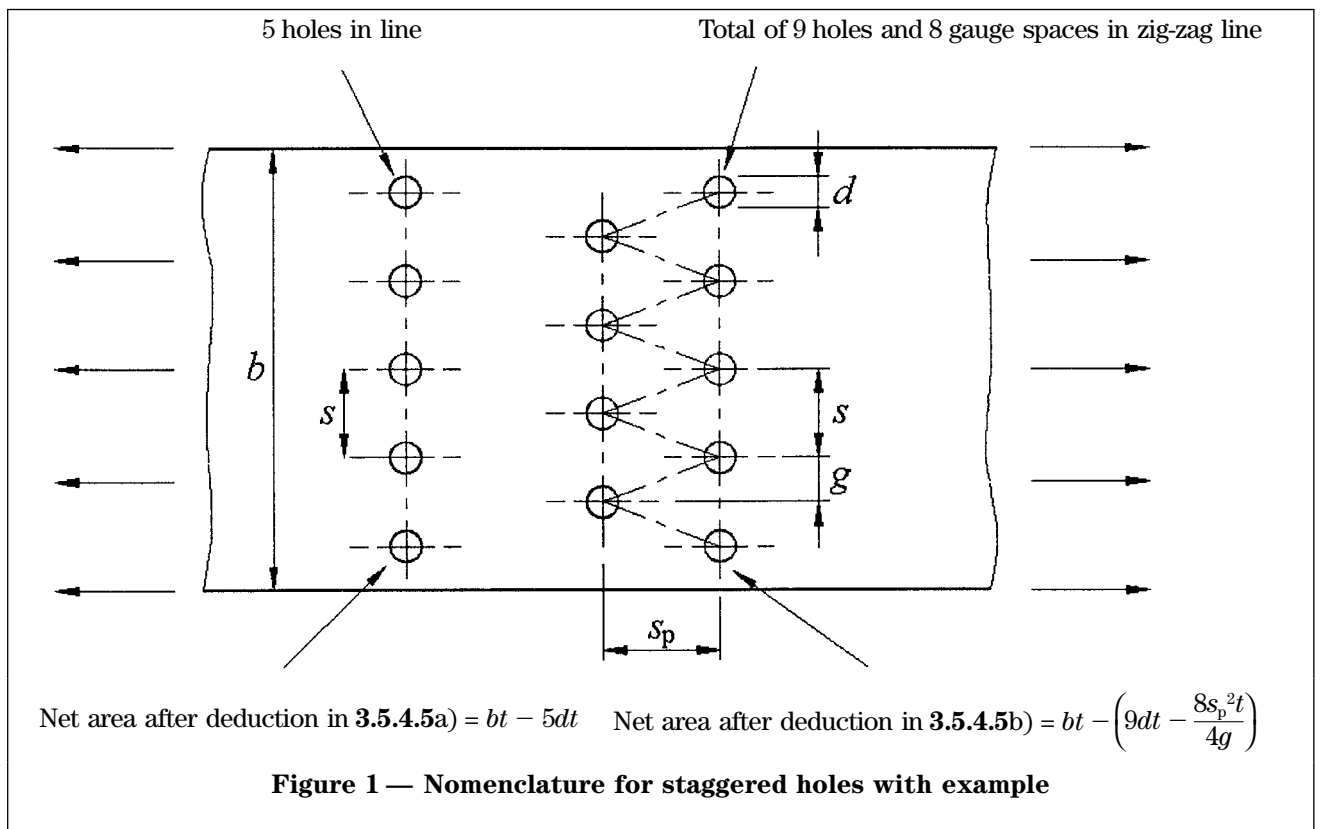 5 holes in line
Total of 9 holes and 8 gauge spaces in zig-zag line
d
b
s
s
g
sₚ
Net area after deduction in 3.5.4.5a) = bt − 5dt
Net area after deduction in 3.5.4.5b) = bt − (9dt − 8sₚ²t/4g)
Figure 1 — Nomenclature for staggered holes with example